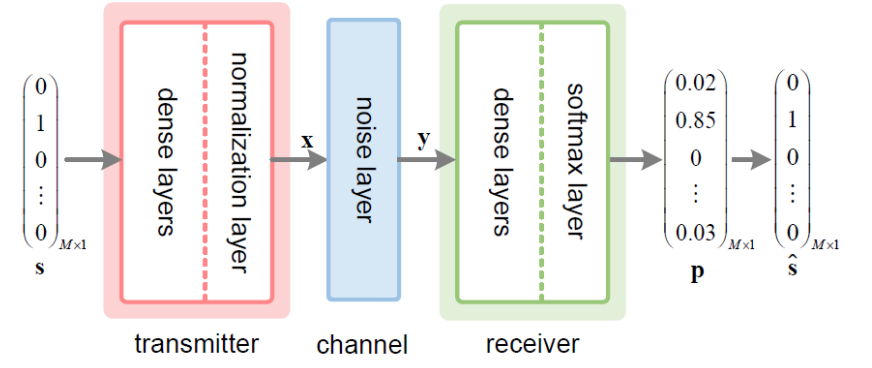 0
1
0
⋮
0
M×1
s
dense layers
normalization layer
transmitter
x
noise layer
channel
y
dense layers
softmax layer
receiver
0.02
0.85
0
⋮
0.03
M×1
p
0
1
0
⋮
0
M×1
ŝ